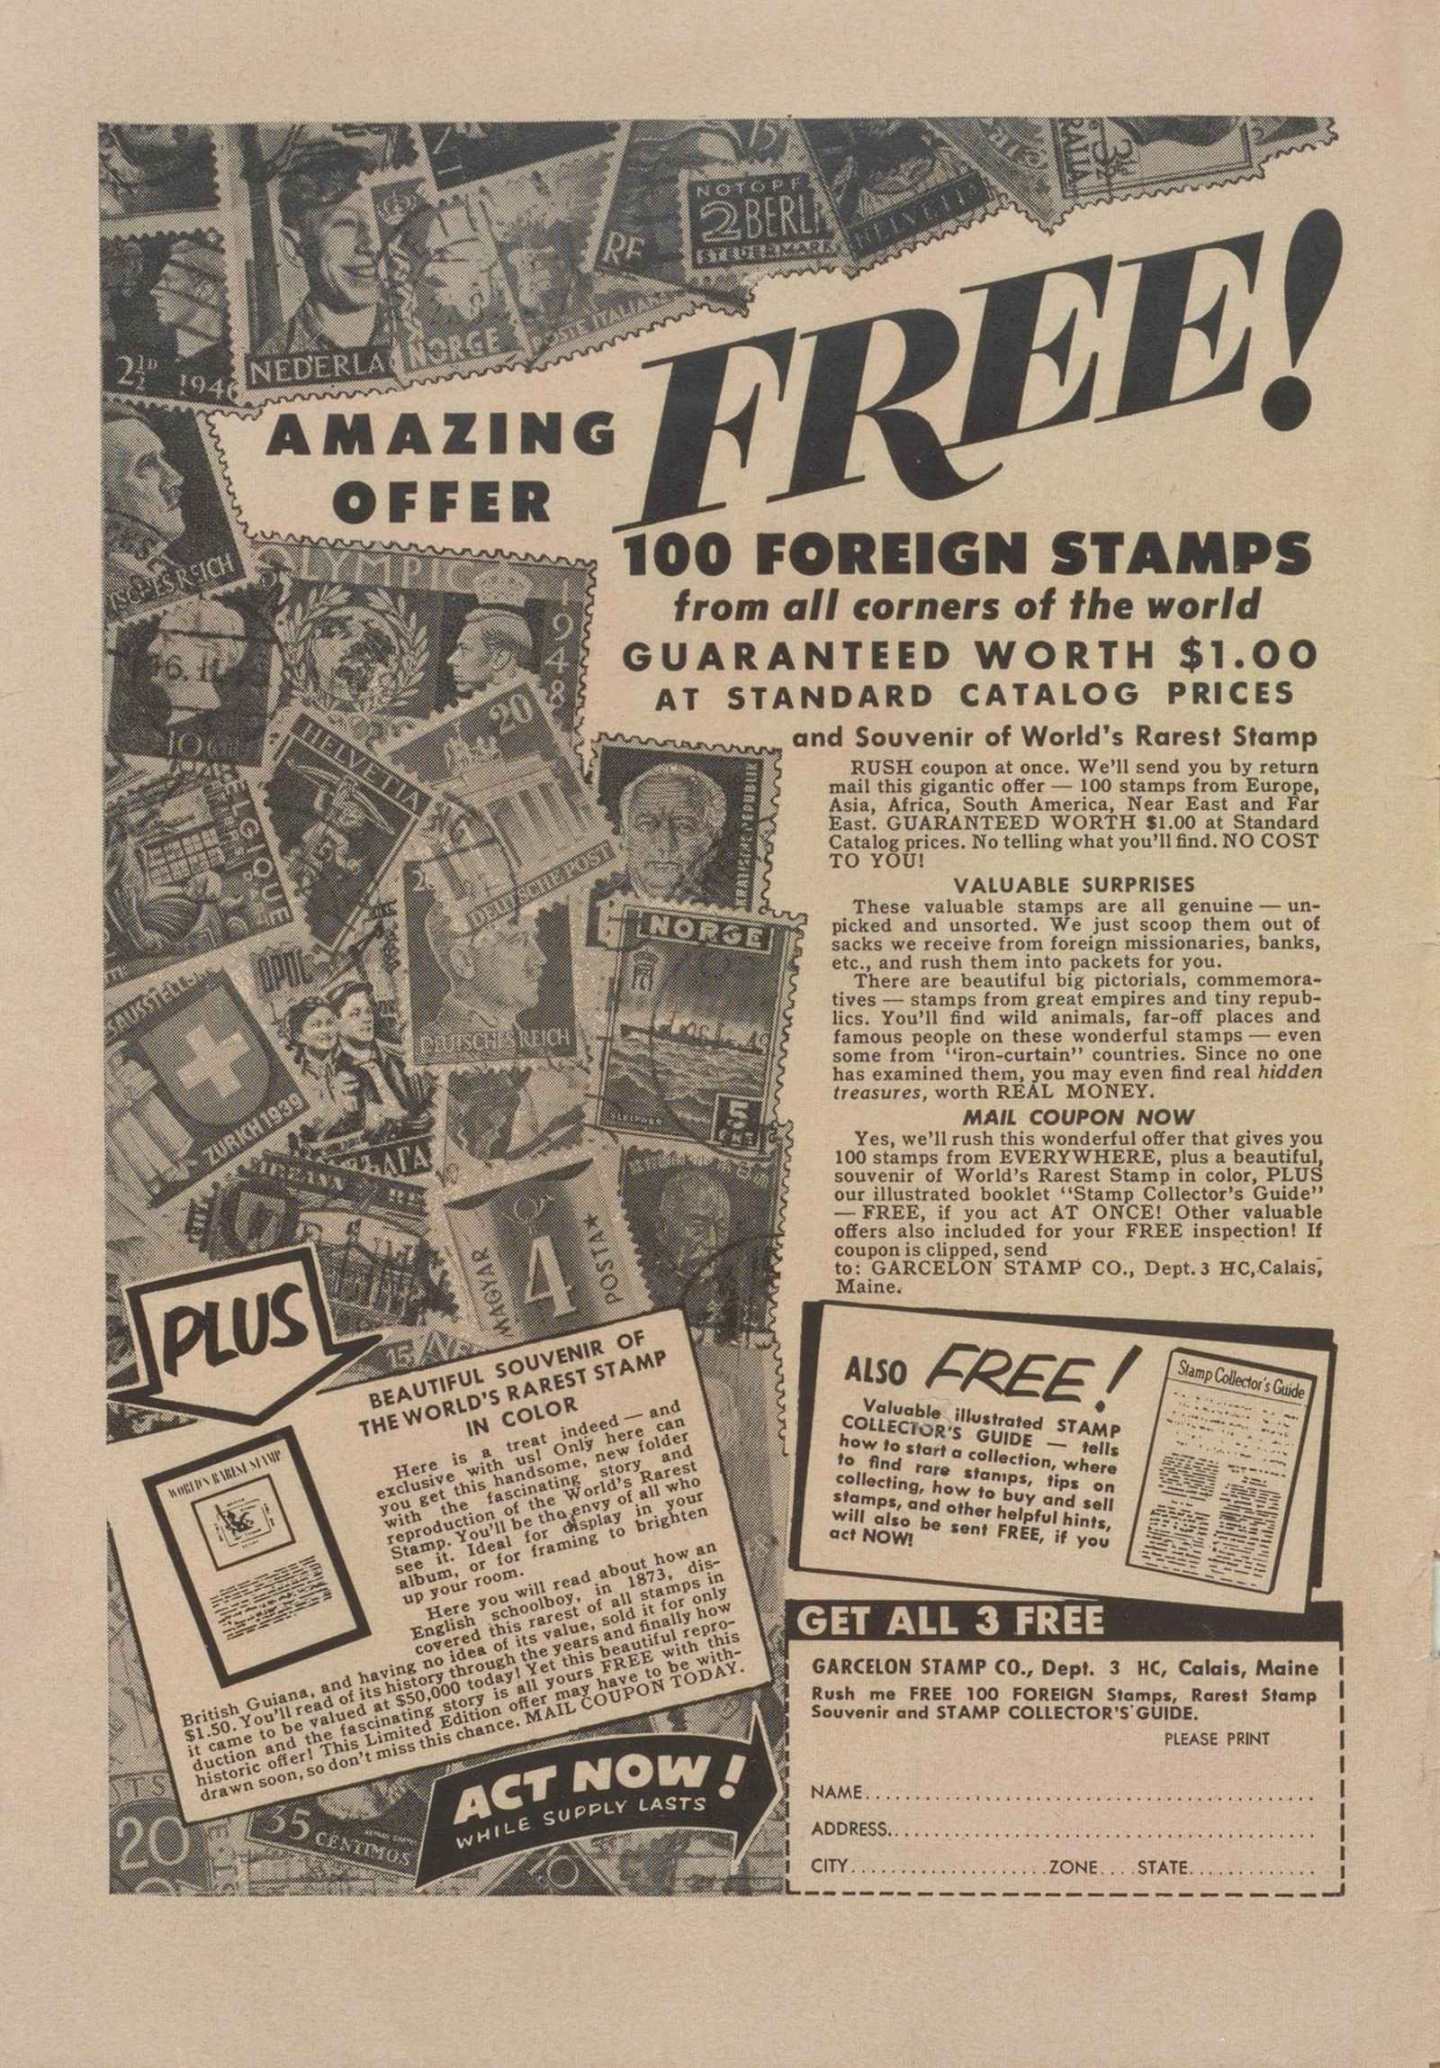 NOTOPF
2 BERLI
STEUERMARK
HELVETIA
RF
POSTE ITALIANE
NORGE
NEDERLA
2½D 1946
FREE!
AMAZING
OFFER
100 FOREIGN STAMPS
from all corners of the world
GUARANTEED WORTH $1.00
AT STANDARD CATALOG PRICES
and Souvenir of World's Rarest Stamp
RUSH coupon at once. We'll send you by return
mail this gigantic offer — 100 stamps from Europe,
Asia, Africa, South America, Near East and Far
East. GUARANTEED WORTH $1.00 at Standard
Catalog prices. No telling what you'll find. NO COST
TO YOU!
VALUABLE SURPRISES
These valuable stamps are all genuine — un-
picked and unsorted. We just scoop them out of
sacks we receive from foreign missionaries, banks,
etc., and rush them into packets for you.
There are beautiful big pictorials, commemora-
tives — stamps from great empires and tiny repub-
lics. You'll find wild animals, far-off places and
famous people on these wonderful stamps — even
some from "iron-curtain" countries. Since no one
has examined them, you may even find real hidden
treasures, worth REAL MONEY.
MAIL COUPON NOW
Yes, we'll rush this wonderful offer that gives you
100 stamps from EVERYWHERE, plus a beautiful,
souvenir of World's Rarest Stamp in color, PLUS
our illustrated booklet "Stamp Collector's Guide"
— FREE, if you act AT ONCE! Other valuable
offers also included for your FREE inspection! If
coupon is clipped, send
to: GARCELON STAMP CO., Dept. 3 HC, Calais,
Maine.
OLYMPIC
1948
HELVETIA
20
DEUTSCHE POST
BELGIQUE
NORGE
5
DEUTSCHES REICH
ZURICH 1939
MAGYAR
4
POSTA
PLUS
BEAUTIFUL SOUVENIR OF
THE WORLD'S RAREST STAMP
IN COLOR
WORLD'S RAREST STAMP
Here is a treat indeed — and
exclusive with us! Only here can
you get this handsome, new folder
with the fascinating story and
reproduction of the World's Rarest
Stamp. You'll be the envy of all who
see it. Ideal for display in your
album, or for framing to brighten
up your room.
Here you will read about how an
English schoolboy, in 1873, dis-
covered this rarest of all stamps in
British Guiana, and having no idea of its value, sold it for only
$1.50. You'll read of its history through the years and finally how
it came to be valued at $50,000 today! Yet this beautiful repro-
duction and the fascinating story is all yours FREE with this
historic offer! This Limited Edition offer may have to be with-
drawn soon, so don't miss this chance. MAIL COUPON TODAY.
20
35 CENTIMOS
ACT NOW!
WHILE SUPPLY LASTS
ALSO FREE!
Valuable illustrated STAMP
COLLECTOR'S GUIDE — tells
how to start a collection, where
to find rare stamps, tips on
collecting, how to buy and sell
stamps, and other helpful hints,
will also be sent FREE, if you
act NOW!
Stamp Collector's Guide
GET ALL 3 FREE
GARCELON STAMP CO., Dept. 3 HC, Calais, Maine
Rush me FREE 100 FOREIGN Stamps, Rarest Stamp
Souvenir and STAMP COLLECTOR'S GUIDE.
PLEASE PRINT
NAME
ADDRESS
CITY ZONE STATE